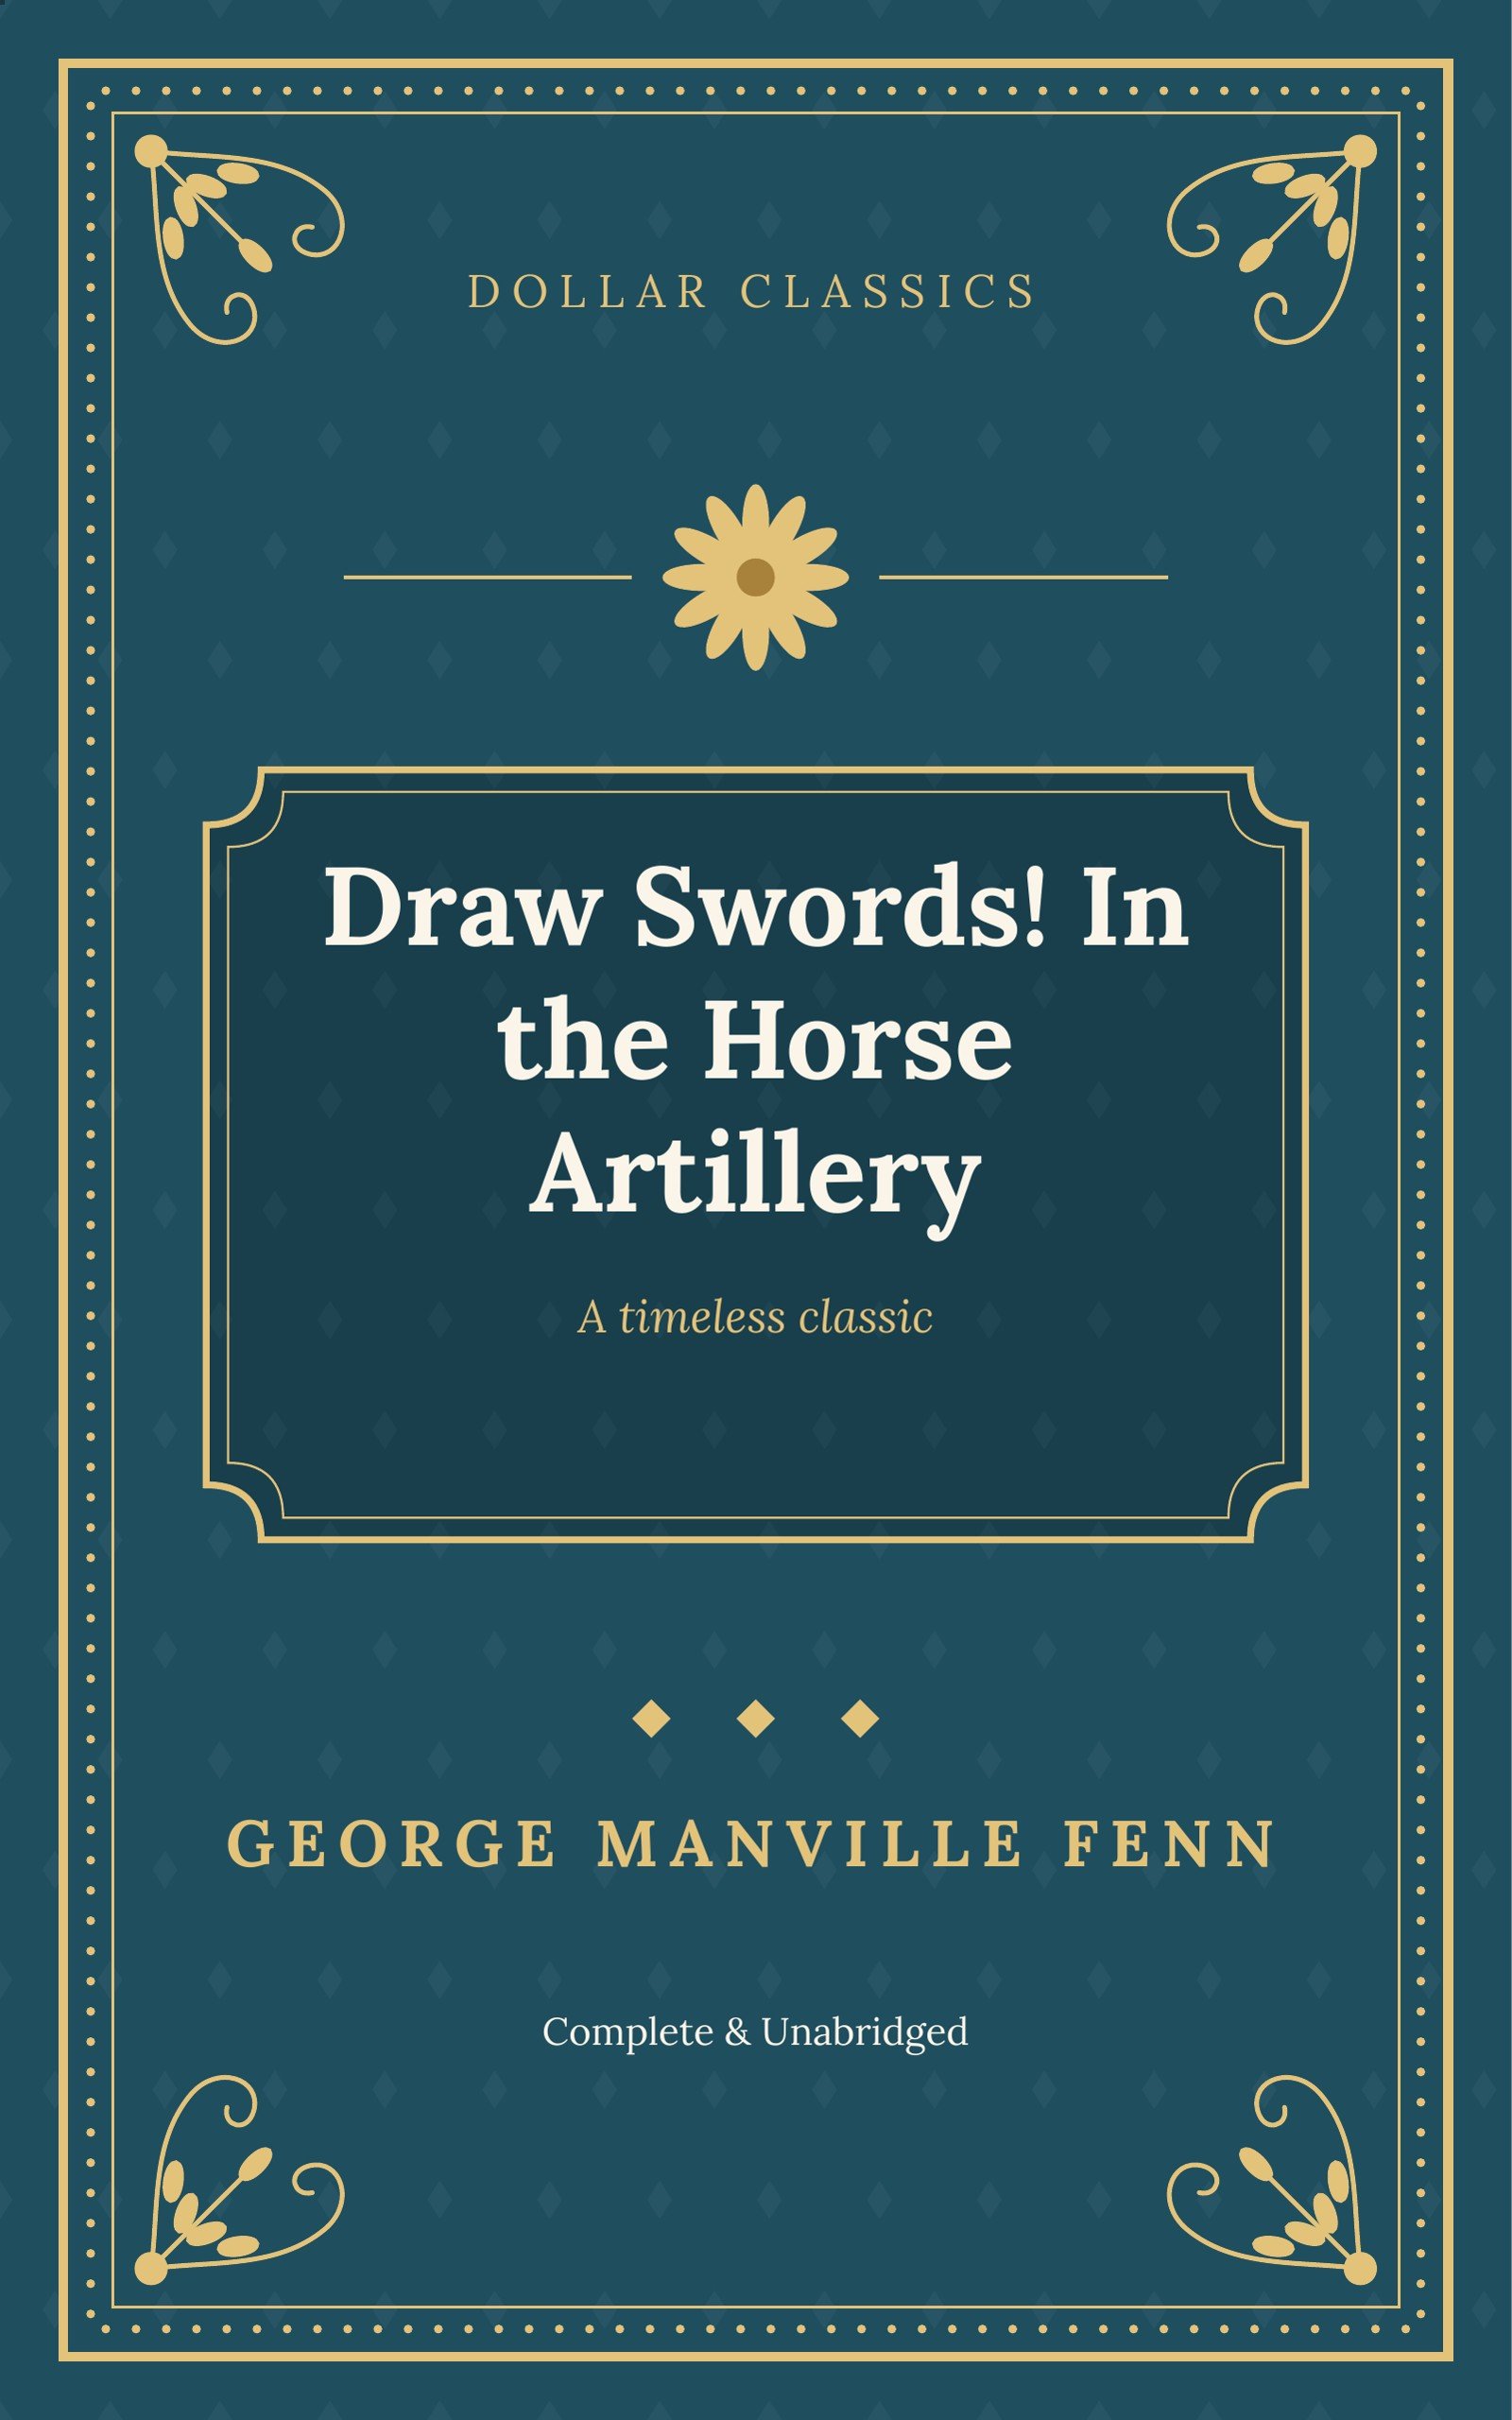 DOLLAR CLASSICS
Draw Swords! In
the Horse
Artillery
A timeless classic
GEORGE MANVILLE FENN
Complete & Unabridged